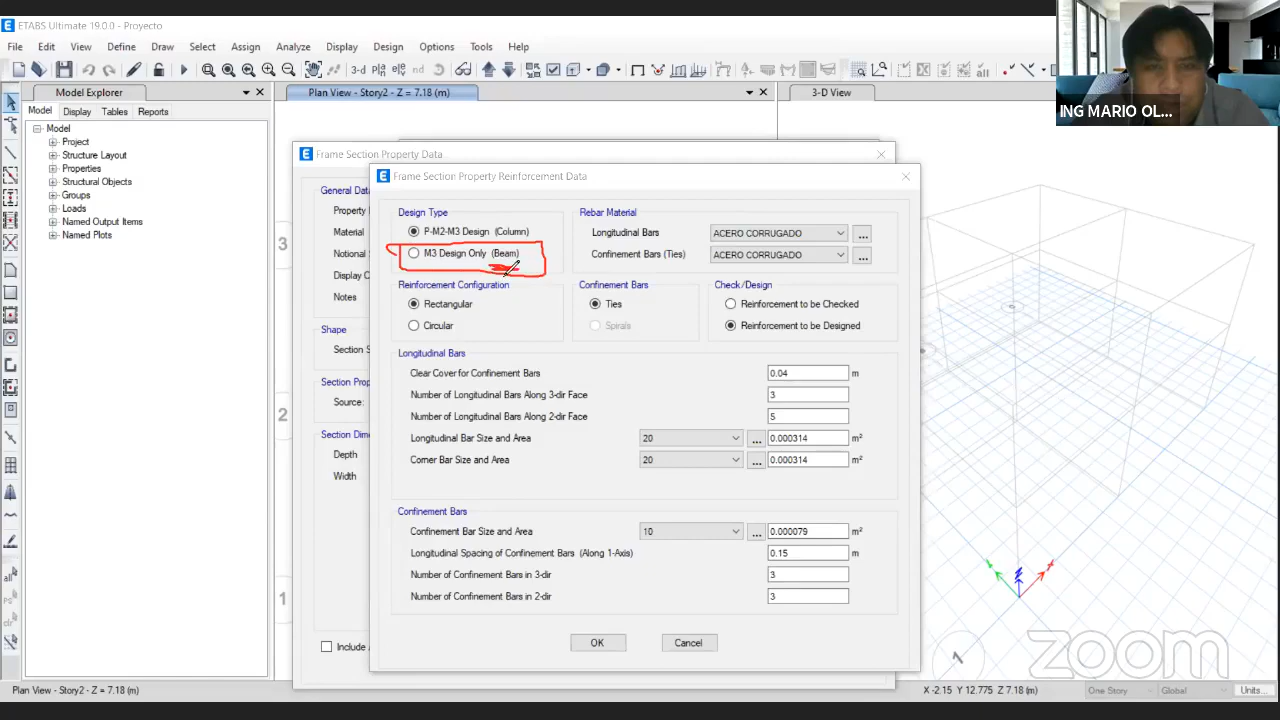 ETABS Ultimate 19.0.0 - Proyecto
File Edit View Define Draw Select Assign Analyze Display Design Options Tools Help
3-d nd all
ING MARIO OL...
Model Explorer
Plan View - Story2 - Z = 7.18 (m)
3-D View
Model Display Tables Reports
Model
Project
Structure Layout
Properties
Structural Objects
Groups
Loads
Named Output Items
Named Plots
3
2
1
all
clr
Frame Section Property Data
General Data
Property
Material
Notional
Display
Notes
Shape
Section
Section Prop
Source:
Section Dime
Depth
Width
Include
Frame Section Property Reinforcement Data
Design Type
P-M2-M3 Design (Column)
M3 Design Only (Beam)
Rebar Material
Longitudinal Bars ACERO CORRUGADO ...
Confinement Bars (Ties) ACERO CORRUGADO ...
Reinforcement Configuration
Rectangular
Circular
Confinement Bars
Ties
Spirals
Check/Design
Reinforcement to be Checked
Reinforcement to be Designed
Longitudinal Bars
Clear Cover for Confinement Bars 0.04 m
Number of Longitudinal Bars Along 3-dir Face 3
Number of Longitudinal Bars Along 2-dir Face 5
Longitudinal Bar Size and Area 20 ... 0.000314 m²
Corner Bar Size and Area 20 ... 0.000314 m²
Confinement Bars
Confinement Bar Size and Area 10 ... 0.000079 m²
Longitudinal Spacing of Confinement Bars (Along 1-Axis) 0.15 m
Number of Confinement Bars in 3-dir 3
Number of Confinement Bars in 2-dir 3
OK Cancel
zoom
Plan View - Story2 - Z = 7.18 (m)
X -2.15 Y 12.775 Z 7.18 (m) One Story Global Units...